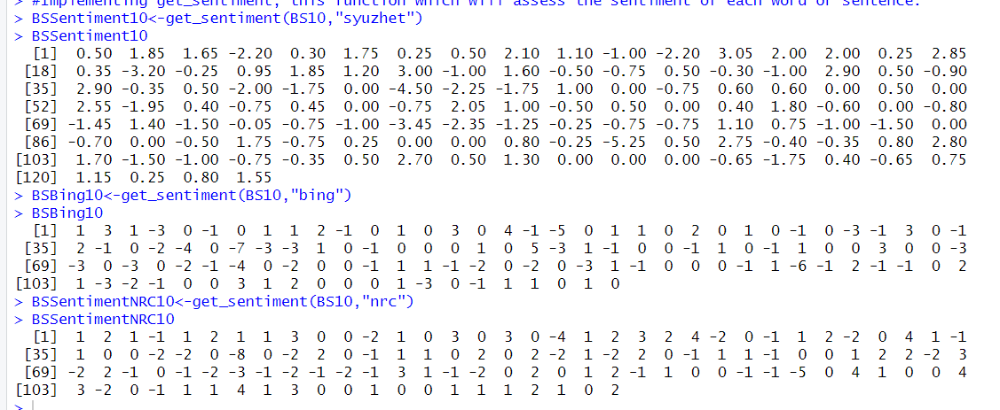 > #Implementing get_sentiment, this function which will assess the sentiment of each word or sentence.
> BSSentiment10<-get_sentiment(BS10,"syuzhet")
> BSSentiment10
[1] 0.50 1.85 1.65 -2.20 0.30 1.75 0.25 0.50 2.10 1.10 -1.00 -2.20 3.05 2.00 2.00 0.25 2.85
[18] 0.35 -3.20 -0.25 0.95 1.85 1.20 3.00 -1.00 1.60 -0.50 -0.75 0.50 -0.30 -1.00 2.90 0.50 -0.90
[35] 2.90 -0.35 0.50 -2.00 -1.75 0.00 -4.50 -2.25 -1.75 1.00 0.00 -0.75 0.60 0.60 0.00 0.50 0.00
[52] 2.55 -1.95 0.40 -0.75 0.45 0.00 -0.75 2.05 1.00 -0.50 0.50 0.00 0.40 1.80 -0.60 0.00 -0.80
[69] -1.45 1.40 -1.50 -0.05 -0.75 -1.00 -3.45 -2.35 -1.25 -0.25 -0.75 -0.75 1.10 0.75 -1.00 -1.50 0.00
[86] -0.70 0.00 -0.50 1.75 -0.75 0.25 0.00 0.00 0.80 -0.25 -5.25 0.50 2.75 -0.40 -0.35 0.80 2.80
[103] 1.70 -1.50 -1.00 -0.75 -0.35 0.50 2.70 0.50 1.30 0.00 0.00 0.00 -0.65 -1.75 0.40 -0.65 0.75
[120] 1.15 0.25 0.80 1.55
> BSBing10<-get_sentiment(BS10,"bing")
> BSBing10
[1] 1 3 1 -3 0 -1 0 1 1 2 -1 0 1 0 3 0 4 -1 -5 0 1 1 0 2 0 1 0 -1 0 -3 -1 3 0 -1
[35] 2 -1 0 -2 -4 0 -7 -3 -3 1 0 -1 0 0 0 1 0 5 -3 1 -1 0 0 -1 1 0 -1 1 0 0 3 0 0 -3
[69] -3 0 -3 0 -2 -1 -4 0 -2 0 0 -1 1 1 -1 -2 0 -2 0 -3 1 -1 0 0 0 -1 1 -6 -1 2 -1 -1 0 2
[103] 1 -3 -2 -1 0 0 3 1 2 0 0 0 1 -3 0 -1 1 1 0 1 0
> BSSentimentNRC10<-get_sentiment(BS10,"nrc")
> BSSentimentNRC10
[1] 1 2 1 -1 1 2 1 1 3 0 0 -2 1 0 3 0 3 0 -4 1 2 3 2 4 -2 0 -1 1 2 -2 0 4 1 -1
[35] 1 0 0 -2 -2 0 -8 0 -2 2 0 -1 1 1 0 2 0 2 -2 1 -2 2 0 -1 1 1 -1 0 0 1 2 2 -2 3
[69] -2 2 -1 0 -1 -2 -3 -1 -2 -1 -2 -1 3 1 -1 -2 0 2 0 1 2 -1 1 0 0 -1 -1 -5 0 4 1 0 0 4
[103] 3 -2 0 -1 1 1 4 1 3 0 0 1 0 0 1 1 1 2 1 0 2
>